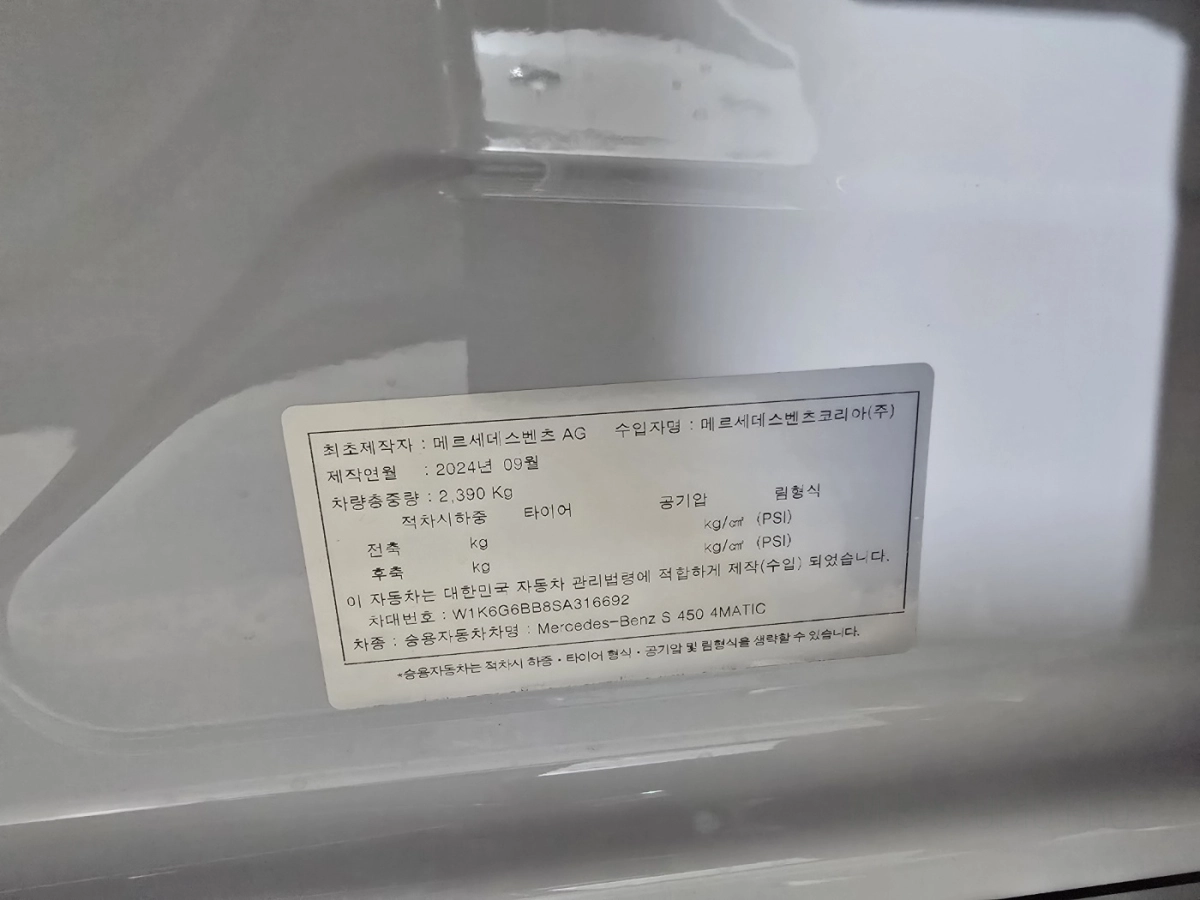 최초제작자 : 메르세데스벤츠 AG 수입자명 : 메르세데스벤츠코리아(주)
제작연월 : 2024년 09월
차량총중량 : 2,390 Kg
적차시하중 타이어 공기압 림형식
전축 kg kg/㎠ (PSI)
후축 kg kg/㎠ (PSI)
이 자동차는 대한민국 자동차 관리법령에 적합하게 제작(수입) 되었습니다.
차대번호 : W1K6G6BB8SA316692
차종 : 승용자동차차명 : Mercedes-Benz S 450 4MATIC
*승용자동차는 적차시 하중·타이어 형식·공기압 및 림형식을 생략할 수 있습니다.